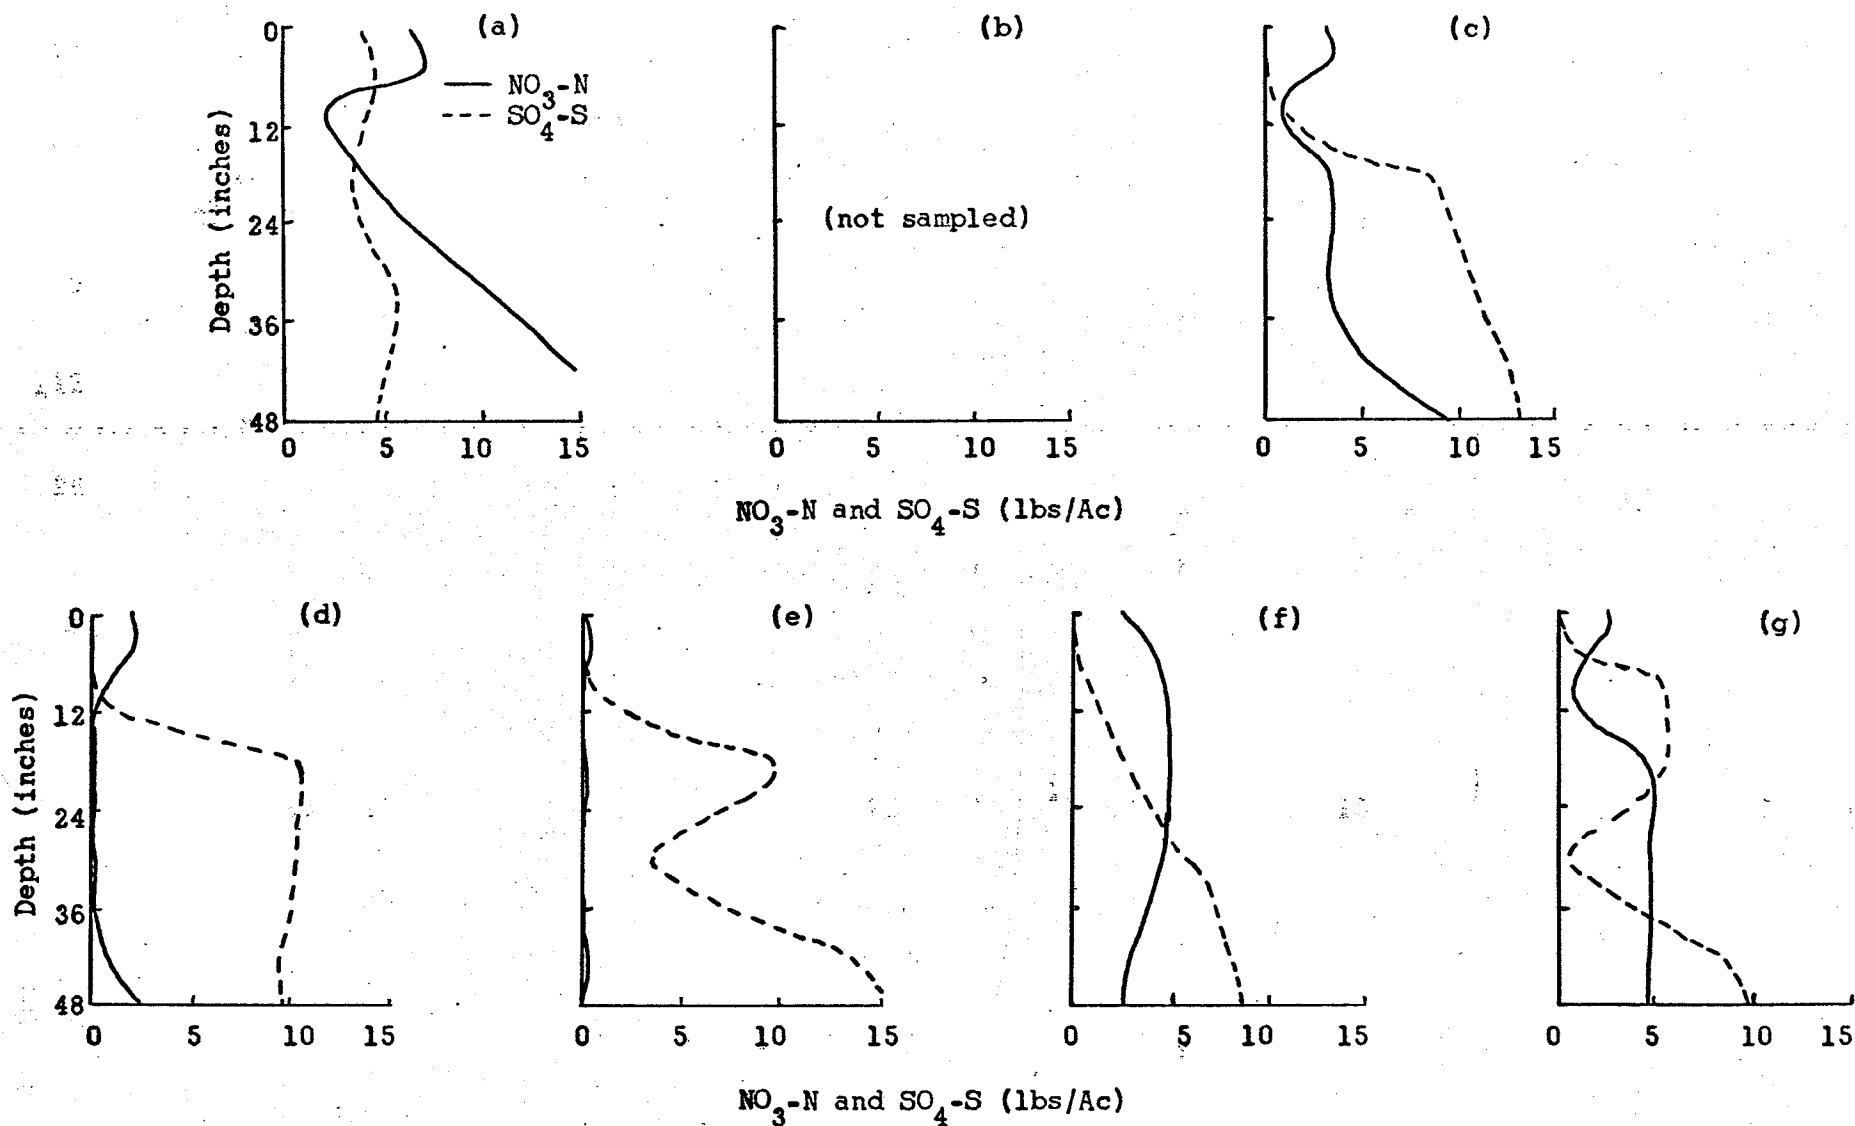 (a)
(b)
(c)
NO3-N
SO4-S
(not sampled)
Depth (inches)
0
12
24
36
48
0 5 10 15
0 5 10 15
0 5 10 15
NO3-N and SO4-S (lbs/Ac)
(d)
(e)
(f)
(g)
Depth (inches)
0
12
24
36
48
0 5 10 15
0 5 10 15
0 5 10 15
0 5 10 15
NO3-N and SO4-S (lbs/Ac)